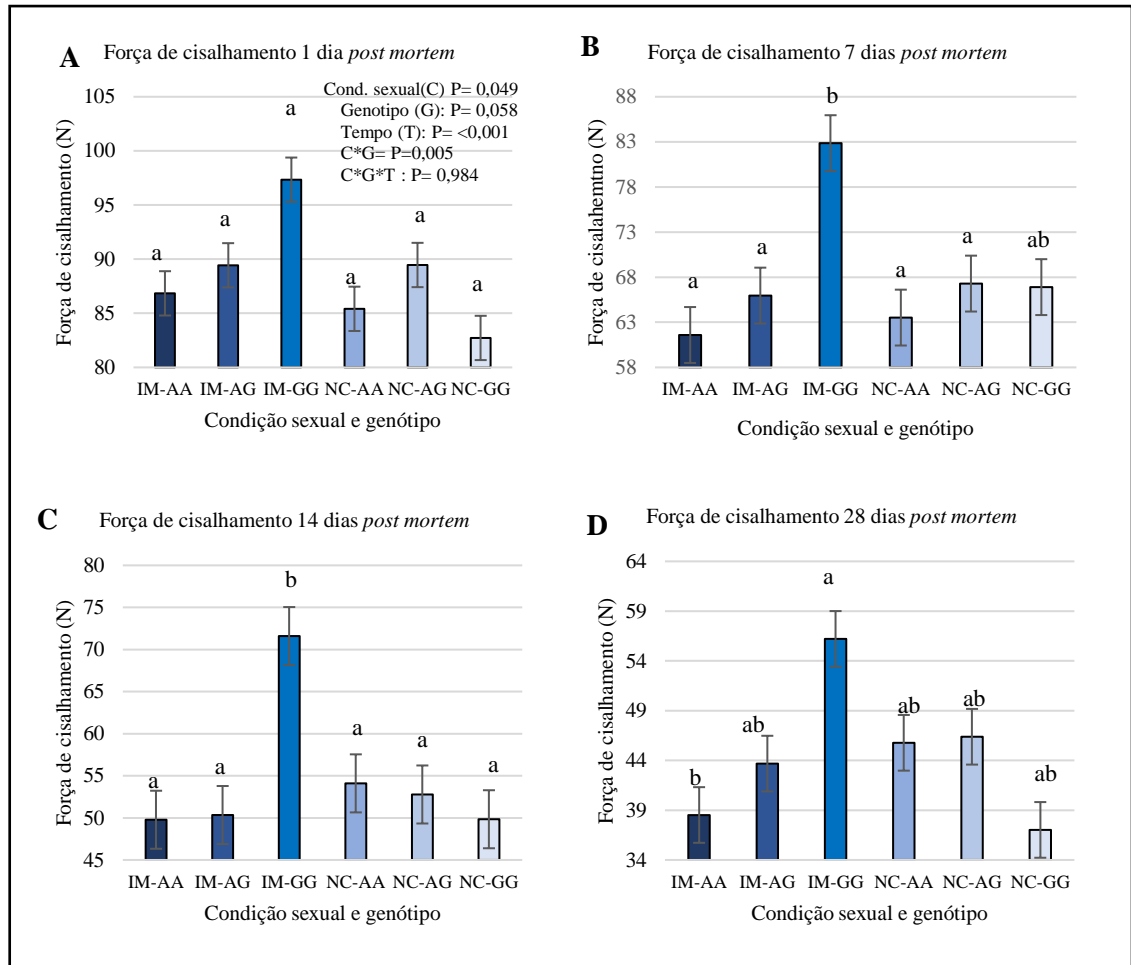 A Força de cisalhamento 1 dia post mortem
Cond. sexual(C) P= 0,049
Genotipo (G): P= 0,058
Tempo (T): P= <0,001
C*G= P=0,005
C*G*T : P= 0,984
Força de cisalhamento (N)
105
100
95
90
85
80
a
a
a
a
a
a
IM-AA IM-AG IM-GG NC-AA NC-AG NC-GG
Condição sexual e genótipo
B Força de cisalhamento 7 dias post mortem
Força de cisalahemtno (N)
88
83
78
73
68
63
58
a
a
b
a
a
ab
IM-AA IM-AG IM-GG NC-AA NC-AG NC-GG
Condição sexual e genótipo
C Força de cisalhamento 14 dias post mortem
Força de cisalhamento (N)
80
75
70
65
60
55
50
45
a
a
b
a
a
a
IM-AA IM-AG IM-GG NC-AA NC-AG NC-GG
Condição sexual e genótipo
D Força de cisalhamento 28 dias post mortem
Força de cisalhamento (N)
64
59
54
49
44
39
34
b
ab
a
ab
ab
ab
IM-AA IM-AG IM-GG NC-AA NC-AG NC-GG
Condição sexual e genótipo